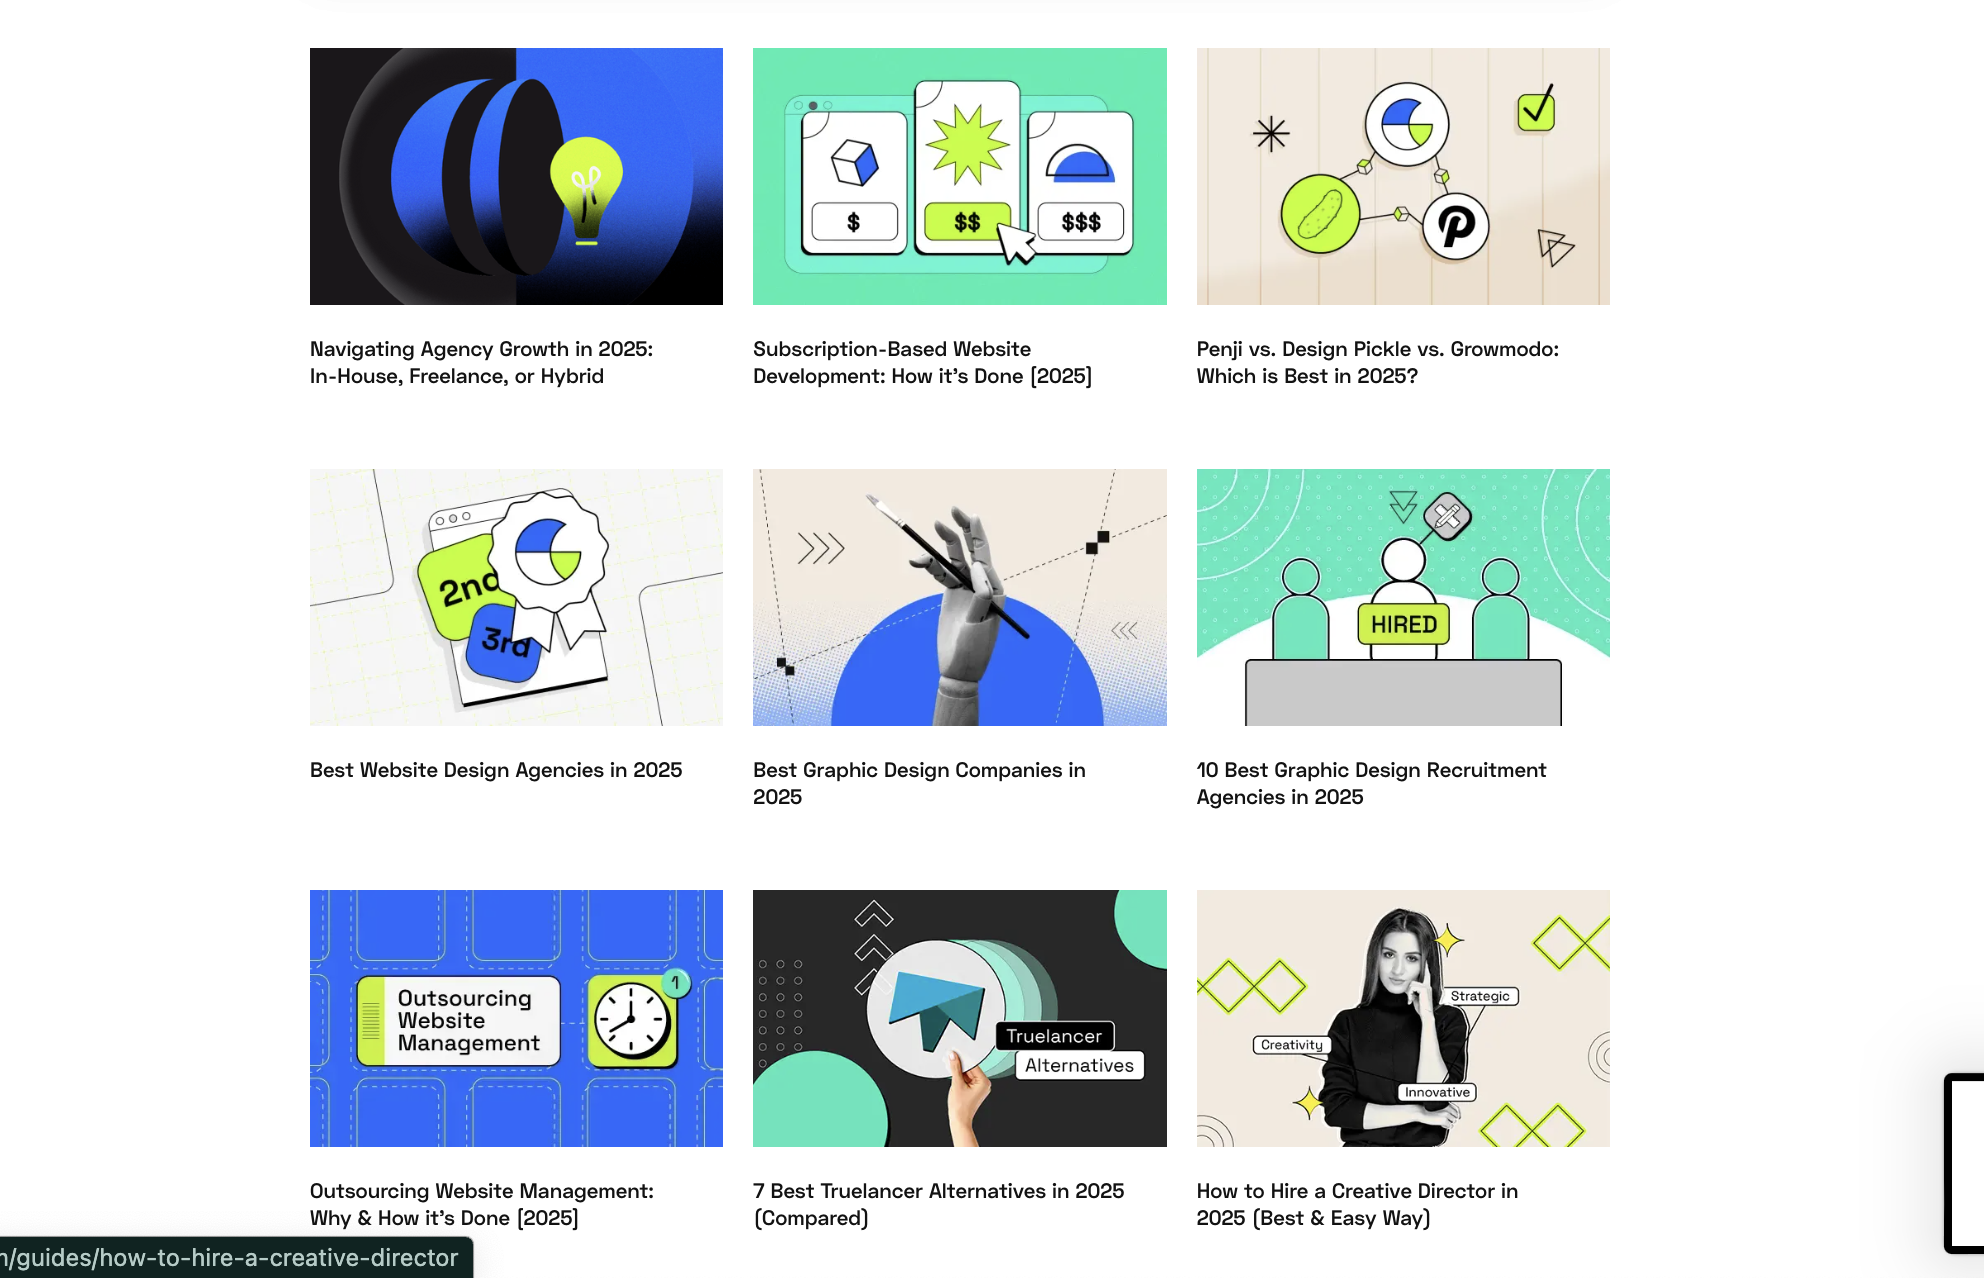 $
$$
$$$
Navigating Agency Growth in 2025:
In-House, Freelance, or Hybrid
Subscription-Based Website
Development: How it's Done [2025]
Penji vs. Design Pickle vs. Growmodo:
Which is Best in 2025?
2nd
3rd
HIRED
Best Website Design Agencies in 2025
Best Graphic Design Companies in
2025
10 Best Graphic Design Recruitment
Agencies in 2025
Outsourcing
Website
Management
1
Truelancer
Alternatives
Strategic
Creativity
Innovative
Outsourcing Website Management:
Why & How it's Done [2025]
7 Best Truelancer Alternatives in 2025
(Compared)
How to Hire a Creative Director in
2025 (Best & Easy Way)
/guides/how-to-hire-a-creative-director